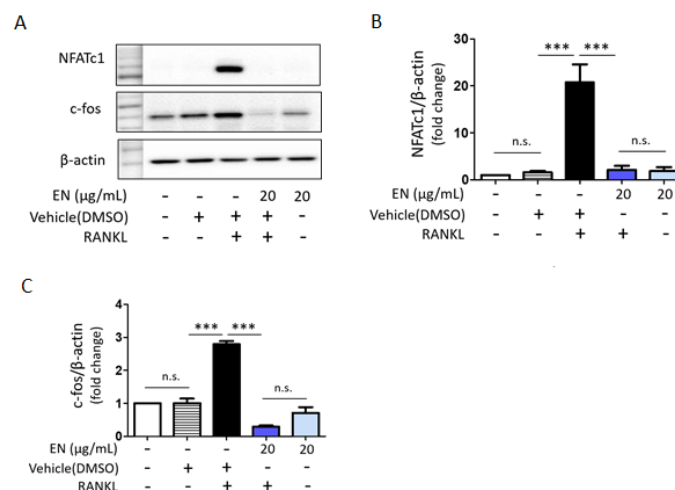 A
NFATc1
c-fos
β-actin
EN (μg/mL) - - - 20 20
Vehicle(DMSO) - + + + -
RANKL - - + + -
B
NFATc1/β-actin
(fold change)
30
20
10
0
*** ***
n.s. n.s.
EN (μg/mL) - - - 20 20
Vehicle(DMSO) - + + - -
RANKL - - + + -
C
c-fos/β-actin
(fold change)
4
3
2
1
0
*** ***
n.s. n.s.
EN (μg/mL) - - - 20 20
Vehicle(DMSO) - + + - -
RANKL - - + + -